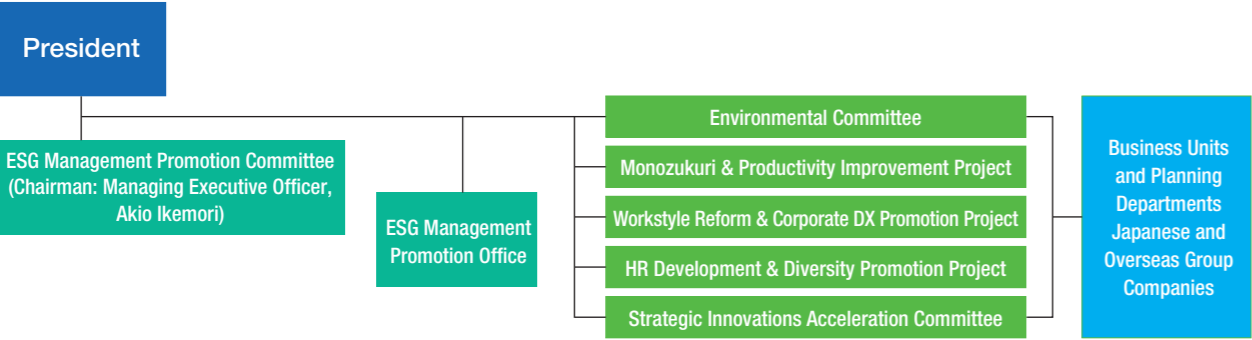 President
ESG Management Promotion Committee
(Chairman: Managing Executive Officer,
Akio Ikemori)
ESG Management
Promotion Office
Environmental Committee
Monozukuri & Productivity Improvement Project
Workstyle Reform & Corporate DX Promotion Project
HR Development & Diversity Promotion Project
Strategic Innovations Acceleration Committee
Business Units
and Planning
Departments
Japanese and
Overseas Group
Companies